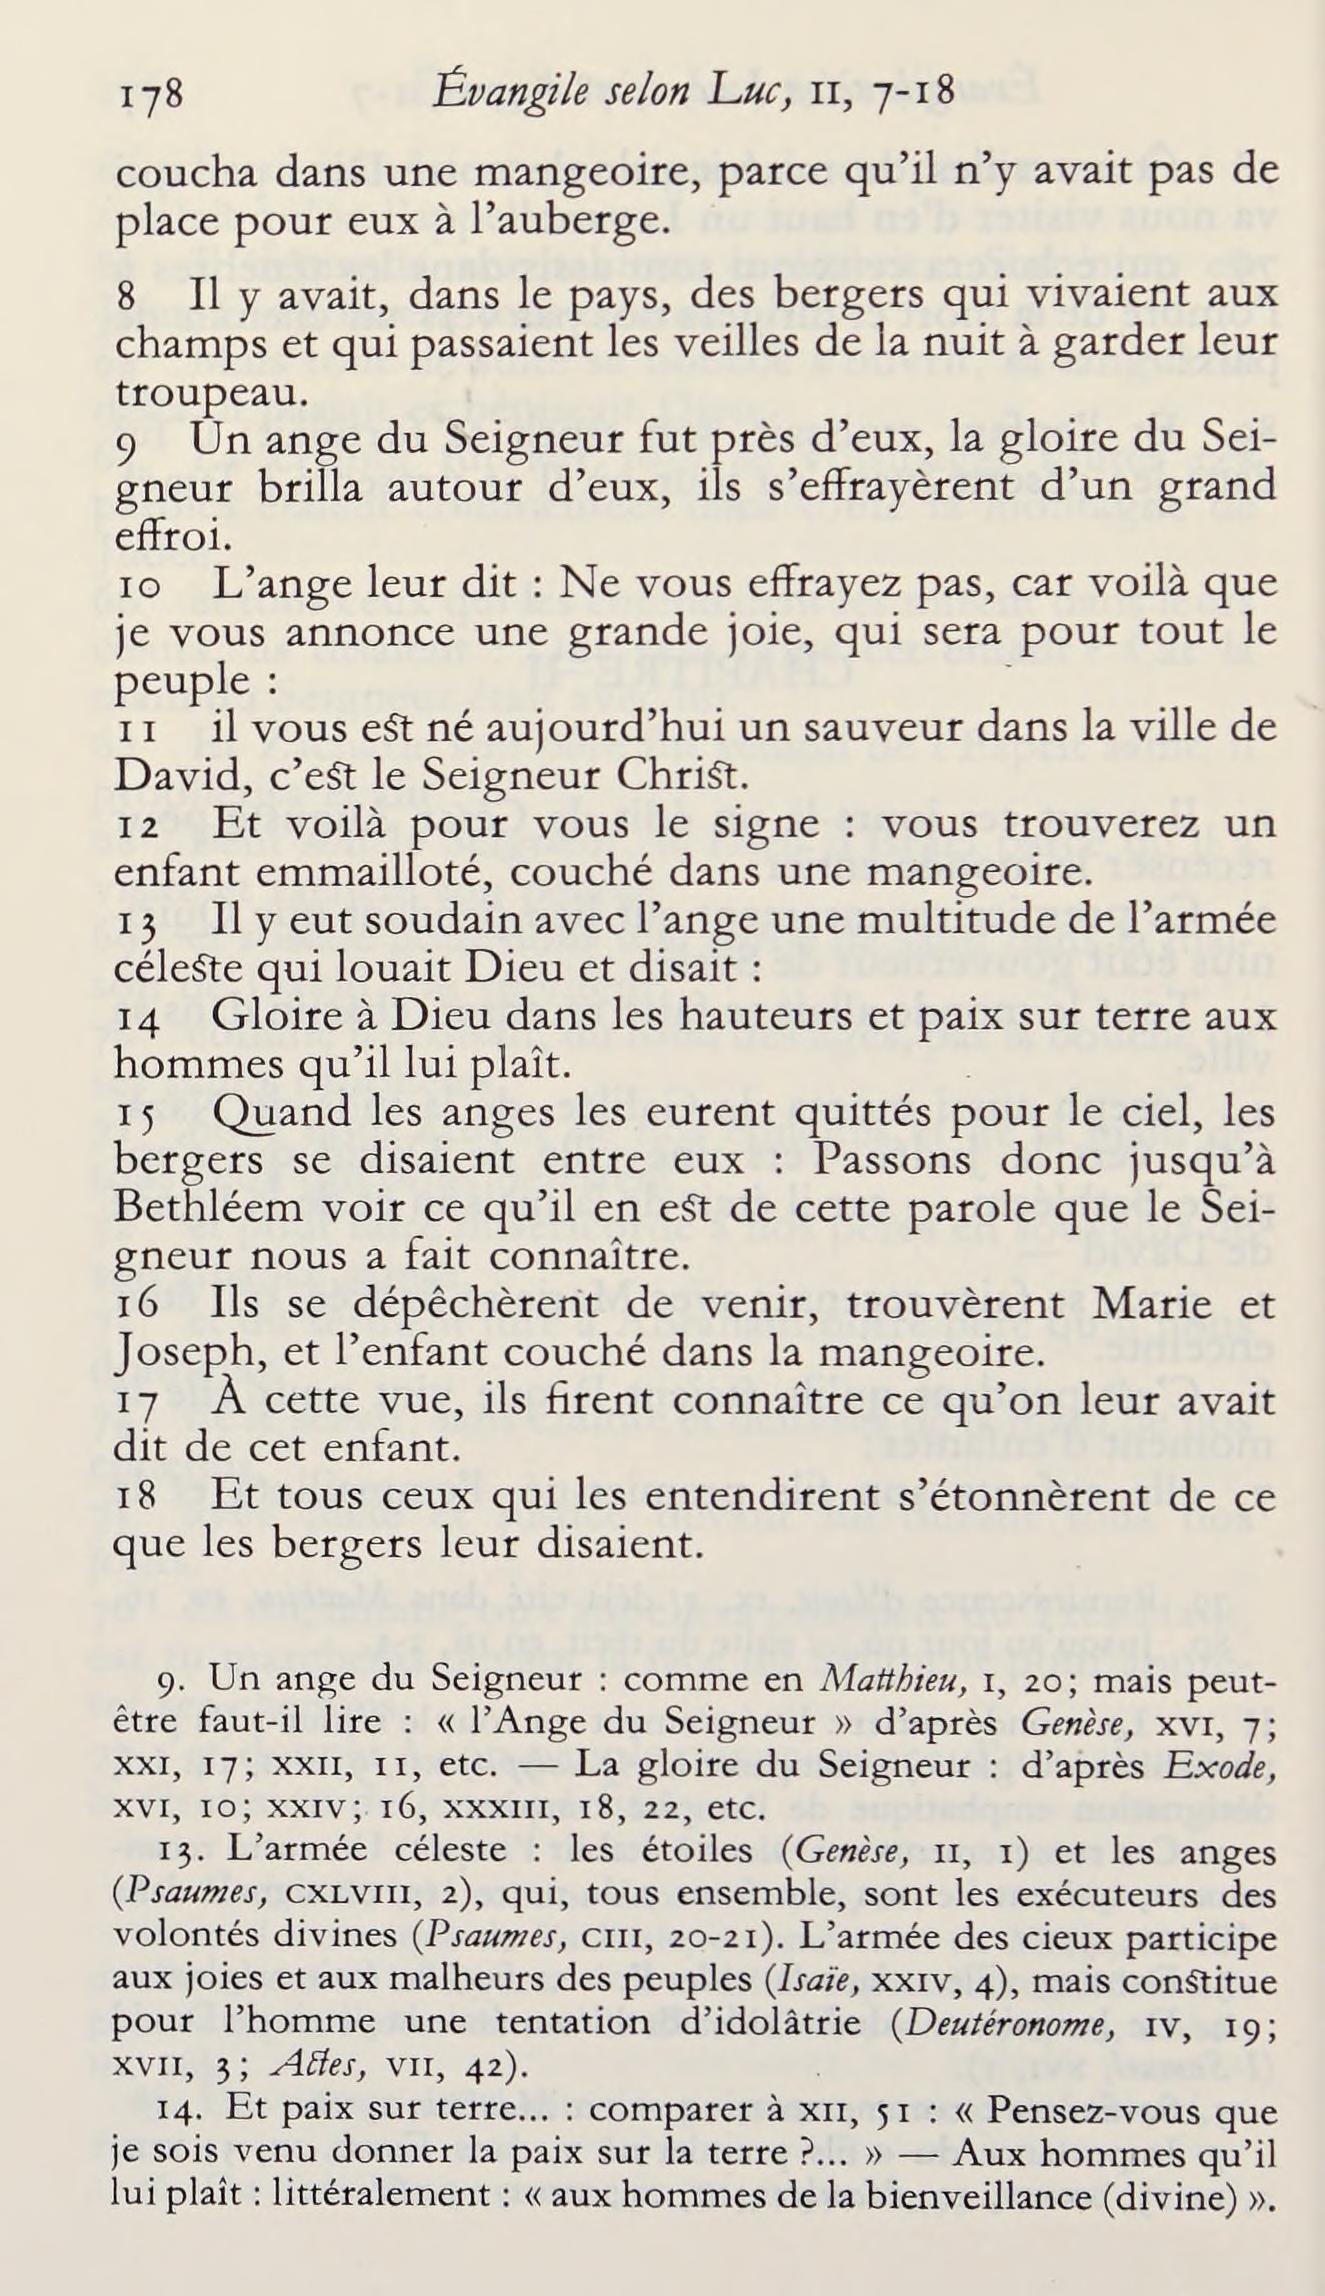 178 Évangile selon Luc, II, 7-18
coucha dans une mangeoire, parce qu’il n’y avait pas de
place pour eux à l’auberge.
8 Il y avait, dans le pays, des bergers qui vivaient aux
champs et qui passaient les veilles de la nuit à garder leur
troupeau.
9 Un ange du Seigneur fut près d’eux, la gloire du Sei-
gneur brilla autour d’eux, ils s’effrayèrent d’un grand
effroi.
10 L’ange leur dit : Ne vous effrayez pas, car voilà que
je vous annonce une grande joie, qui sera pour tout le
peuple :
11 il vous est né aujourd’hui un sauveur dans la ville de
David, c’est le Seigneur Christ.
12 Et voilà pour vous le signe : vous trouverez un
enfant emmailloté, couché dans une mangeoire.
13 Il y eut soudain avec l’ange une multitude de l’armée
céleste qui louait Dieu et disait :
14 Gloire à Dieu dans les hauteurs et paix sur terre aux
hommes qu’il lui plaît.
15 Quand les anges les eurent quittés pour le ciel, les
bergers se disaient entre eux : Passons donc jusqu’à
Bethléem voir ce qu’il en est de cette parole que le Sei-
gneur nous a fait connaître.
16 Ils se dépêchèrent de venir, trouvèrent Marie et
Joseph, et l’enfant couché dans la mangeoire.
17 À cette vue, ils firent connaître ce qu’on leur avait
dit de cet enfant.
18 Et tous ceux qui les entendirent s’étonnèrent de ce
que les bergers leur disaient.
9. Un ange du Seigneur : comme en Matthieu, I, 20; mais peut-
être faut-il lire : « l’Ange du Seigneur » d’après Genèse, XVI, 7;
XXI, 17; XXII, 11, etc. — La gloire du Seigneur : d’après Exode,
XVI, 10; XXIV; 16, XXXIII, 18, 22, etc.
13. L’armée céleste : les étoiles (Genèse, II, 1) et les anges
(Psaumes, CXLVIII, 2), qui, tous ensemble, sont les exécuteurs des
volontés divines (Psaumes, CIII, 20-21). L’armée des cieux participe
aux joies et aux malheurs des peuples (Isaïe, XXIV, 4), mais constitue
pour l’homme une tentation d’idolâtrie (Deutéronome, IV, 19;
XVII, 3; Actes, VII, 42).
14. Et paix sur terre... : comparer à XII, 51 : « Pensez-vous que
je sois venu donner la paix sur la terre ?... » — Aux hommes qu’il
lui plaît : littéralement : « aux hommes de la bienveillance (divine) ».